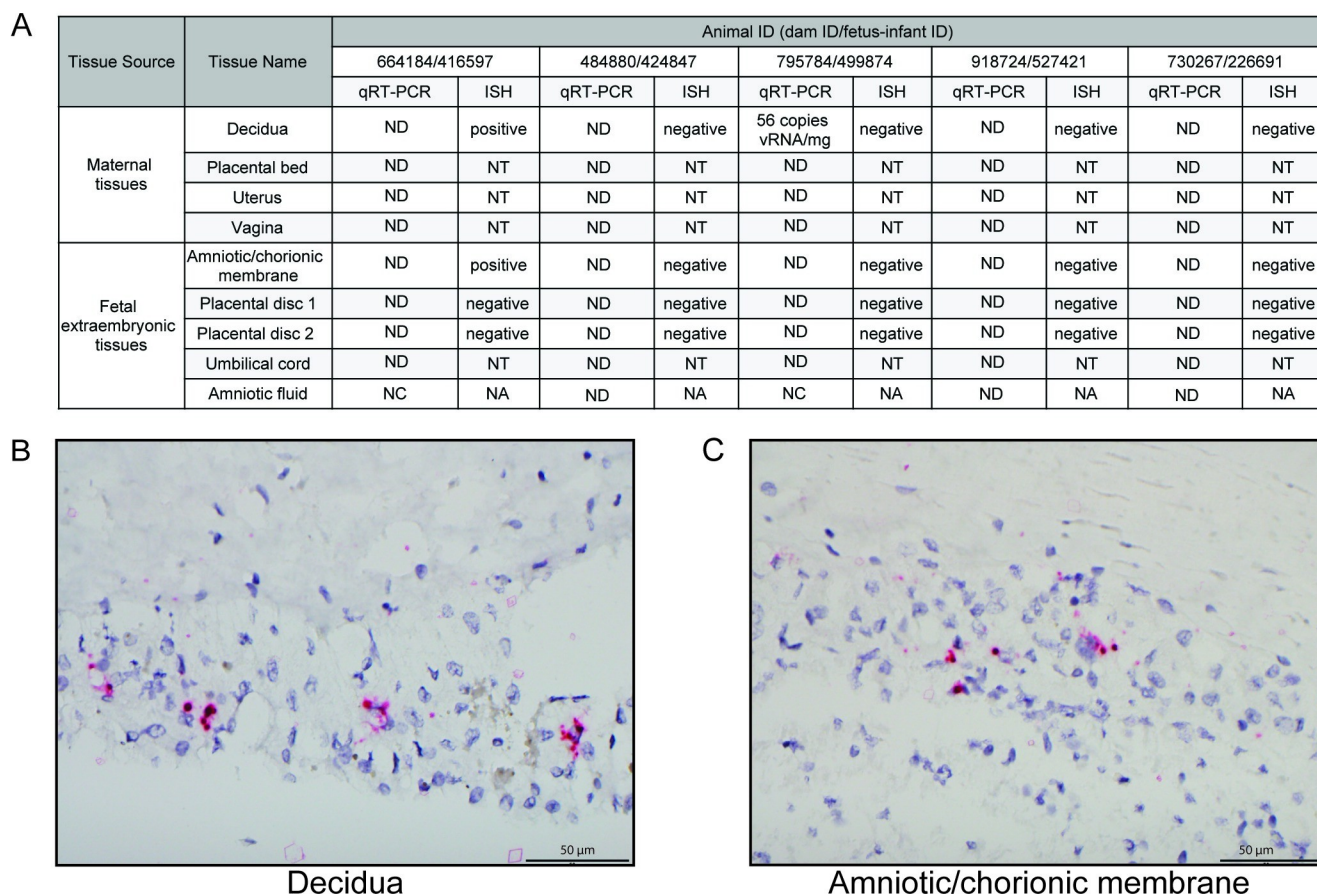 A
Tissue Source Tissue Name Animal ID (dam ID/fetus-infant ID)
664184/416597 484880/424847 795784/499874 918724/527421 730267/226691
qRT-PCR ISH qRT-PCR ISH qRT-PCR ISH qRT-PCR ISH qRT-PCR ISH
Maternal tissues
Decidua ND positive ND negative 56 copies vRNA/mg negative ND negative ND negative
Placental bed ND NT ND NT ND NT ND NT ND NT
Uterus ND NT ND NT ND NT ND NT ND NT
Vagina ND NT ND NT ND NT ND NT ND NT
Fetal extraembryonic tissues
Amniotic/chorionic membrane ND positive ND negative ND negative ND negative ND negative
Placental disc 1 ND negative ND negative ND negative ND negative ND negative
Placental disc 2 ND negative ND negative ND negative ND negative ND negative
Umbilical cord ND NT ND NT ND NT ND NT ND NT
Amniotic fluid NC NA ND NA NC NA ND NA ND NA
B
50 µm
Decidua
C
50 µm
Amniotic/chorionic membrane